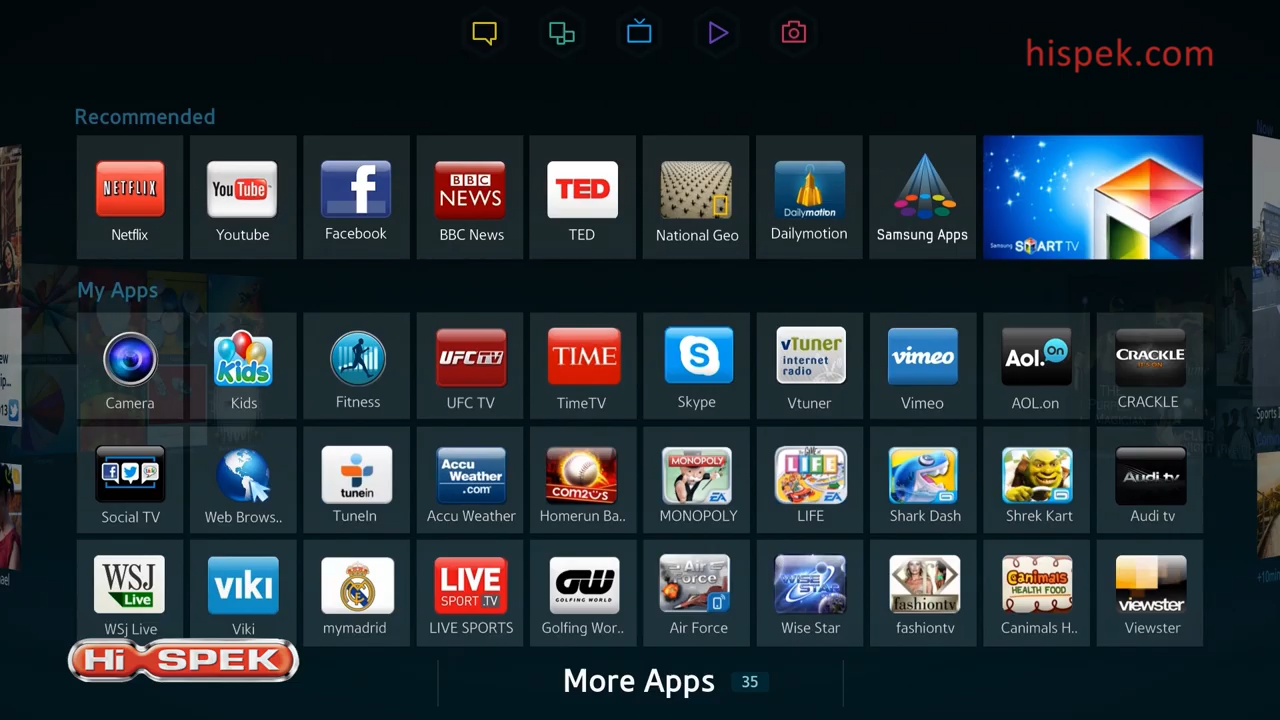 hispek.com
Recommended
NETFLIX
You Tube
f
BBC
NEWS
TED
Dailymotion
Samsung SMART TV
Netflix
Youtube
Facebook
BBC News
TED
National Geo
Dailymotion
Samsung Apps
My Apps
Kids
UFC TV
TIME
S
vTuner
internet
radio
vimeo
Aol.On
CRACKLE
Camera
Kids
Fitness
UFC TV
TimeTV
Skype
Vtuner
Vimeo
AOL.on
CRACKLE
f
tunein
Accu
Weather
.com
COM2US
MONOPOLY
EA
LIFE
EA
Audi tv
Social TV
Web Brows..
TuneIn
Accu Weather
Homerun Ba..
MONOPOLY
LIFE
Shark Dash
Shrek Kart
Audi tv
WSJ
Live
viki
LIVE
SPORT.TV
GW
GOLFING WORLD
Air
Force
WISE
STAR
fashiontv
Canimals
HEALTH FOOD
viewster
WSj Live
Viki
mymadrid
LIVE SPORTS
Golfing Wor..
Air Force
Wise Star
fashiontv
Canimals H..
Viewster
Hi SPEK
More Apps 35